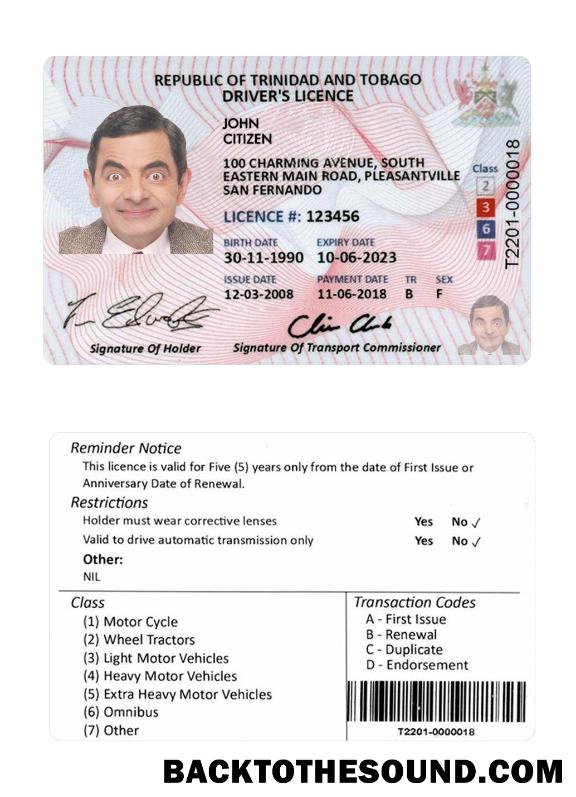 REPUBLIC OF TRINIDAD AND TOBAGO
DRIVER'S LICENCE
JOHN
CITIZEN
100 CHARMING AVENUE, SOUTH
EASTERN MAIN ROAD, PLEASANTVILLE
SAN FERNANDO
Class
2
3
6
7
T2201-0000018
LICENCE #: 123456
BIRTH DATE EXPIRY DATE
30-11-1990 10-06-2023
ISSUE DATE PAYMENT DATE TR SEX
12-03-2008 11-06-2018 B F
Signature Of Holder Signature Of Transport Commissioner
Reminder Notice
This licence is valid for Five (5) years only from the date of First Issue or
Anniversary Date of Renewal.
Restrictions
Holder must wear corrective lenses Yes No ✓
Valid to drive automatic transmission only Yes No ✓
Other:
NIL
Class
(1) Motor Cycle
(2) Wheel Tractors
(3) Light Motor Vehicles
(4) Heavy Motor Vehicles
(5) Extra Heavy Motor Vehicles
(6) Omnibus
(7) Other
Transaction Codes
A - First Issue
B - Renewal
C - Duplicate
D - Endorsement
T2201-0000018
BACKTOTHESOUND.COM